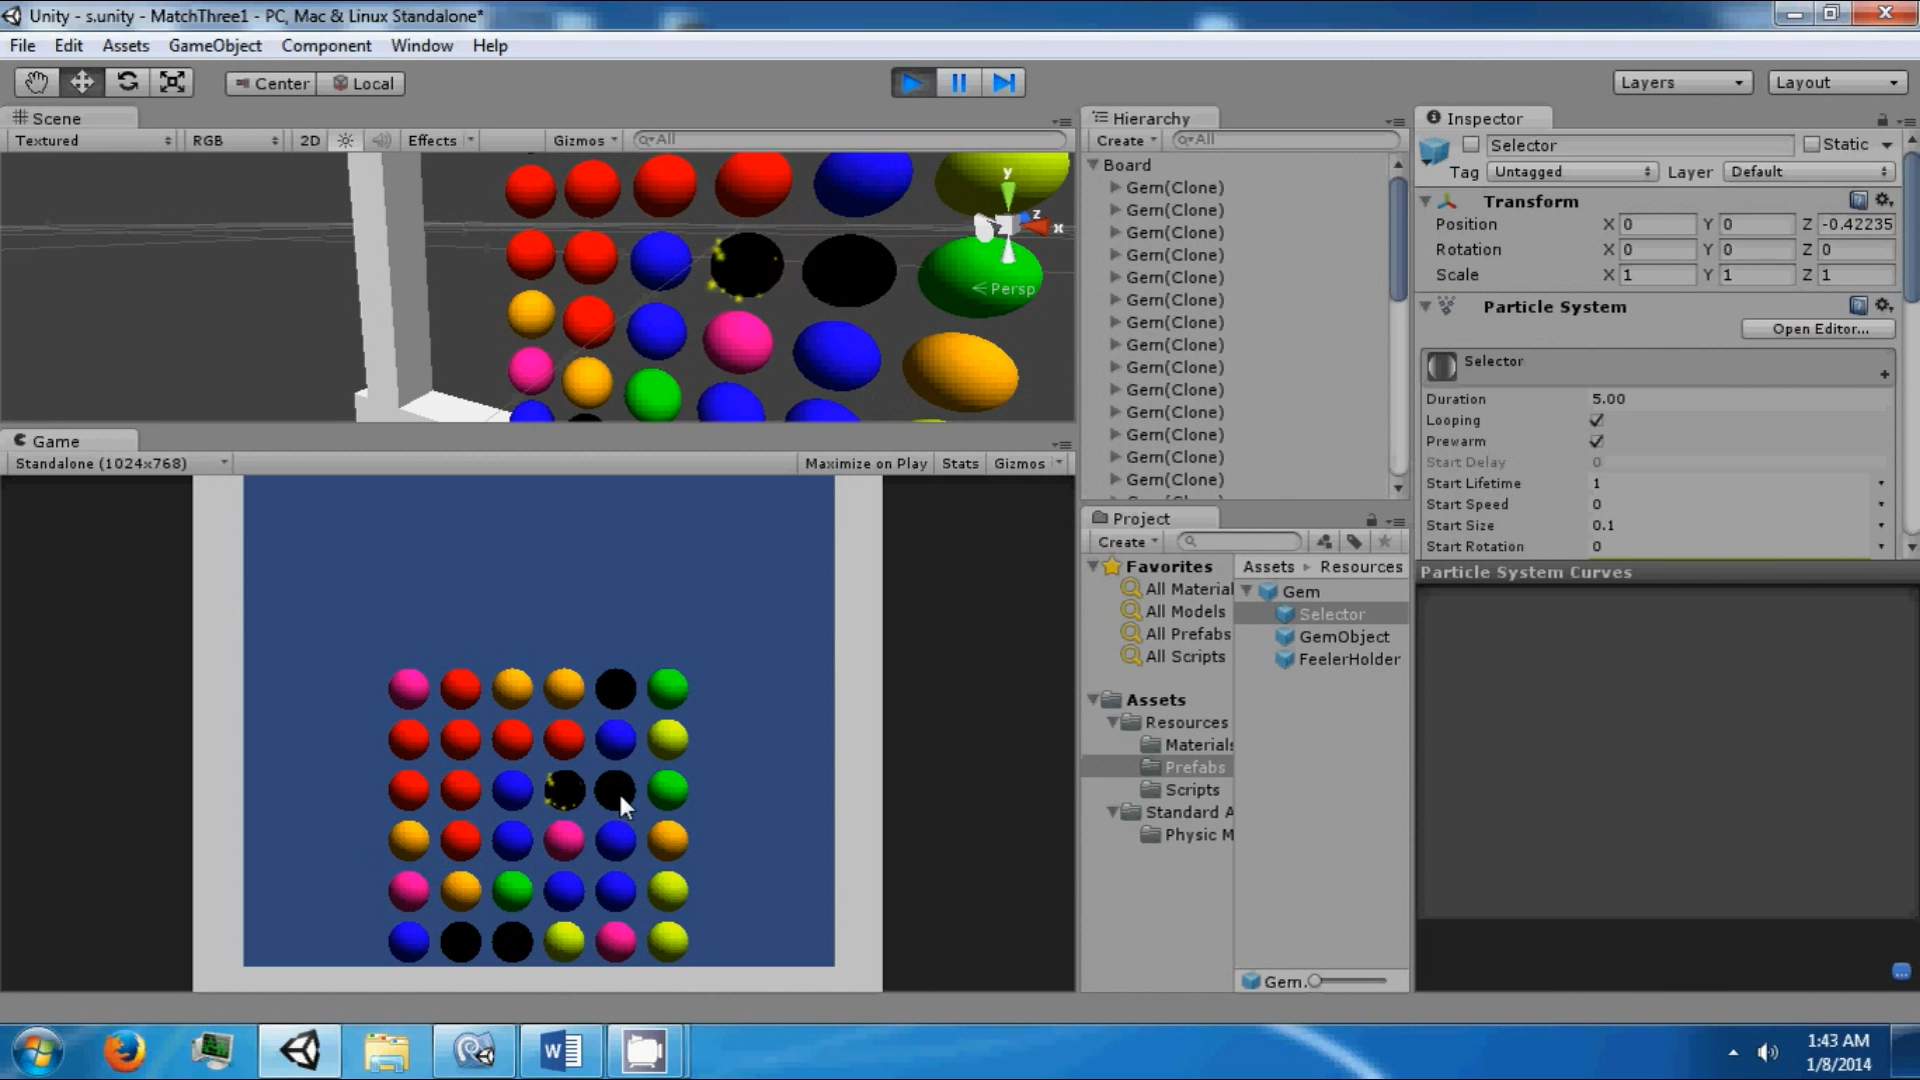 Unity - s.unity - MatchThree1 - PC, Mac & Linux Standalone*
File Edit Assets GameObject Component Window Help
Center Local Layers Layout
Scene
Textured RGB 2D Effects Gizmos All
y
z
x
Persp
Game
Standalone (1024x768) Maximize on Play Stats Gizmos
Hierarchy
Create All
Board
Gem(Clone)
Gem(Clone)
Gem(Clone)
Gem(Clone)
Gem(Clone)
Gem(Clone)
Gem(Clone)
Gem(Clone)
Gem(Clone)
Gem(Clone)
Gem(Clone)
Gem(Clone)
Gem(Clone)
Gem(Clone)
Project
Create
Favorites
All Material
All Models
All Prefabs
All Scripts
Assets
Resources
Materials
Prefabs
Scripts
Standard A
Physic M
Assets Resources
Gem
Selector
GemObject
FeelerHolder
Gem.
Inspector
Selector Static
Tag Untagged Layer Default
Transform
Position X 0 Y 0 Z -0.42235
Rotation X 0 Y 0 Z 0
Scale X 1 Y 1 Z 1
Particle System
Open Editor...
Selector
Duration 5.00
Looping
Prewarm
Start Delay 0
Start Lifetime 1
Start Speed 0
Start Size 0.1
Start Rotation 0
Particle System Curves
1:43 AM
1/8/2014